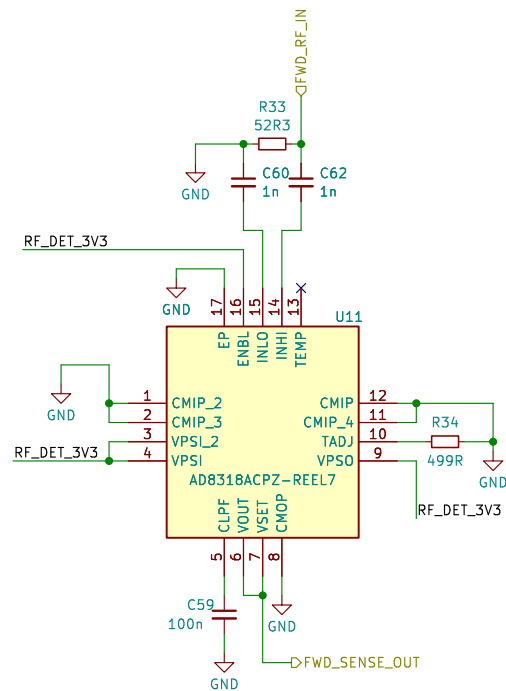 FWD_RF_IN
R33
52R3
C60
1n
C62
1n
GND
RF_DET_3V3
GND
17
16
15
14
13
U11
EP
ENBL
INLO
INHI
TEMP
GND
1
CMIP_2
CMIP
12
2
CMIP_3
CMIP_4
11
R34
RF_DET_3V3
3
VPSI_2
TADJ
10
4
VPSI
VPSO
9
499R
GND
AD8318ACPZ-REEL7
RF_DET_3V3
CLPF
VOUT
VSET
CMOP
5
6
7
8
C59
100n
GND
GND
FWD_SENSE_OUT